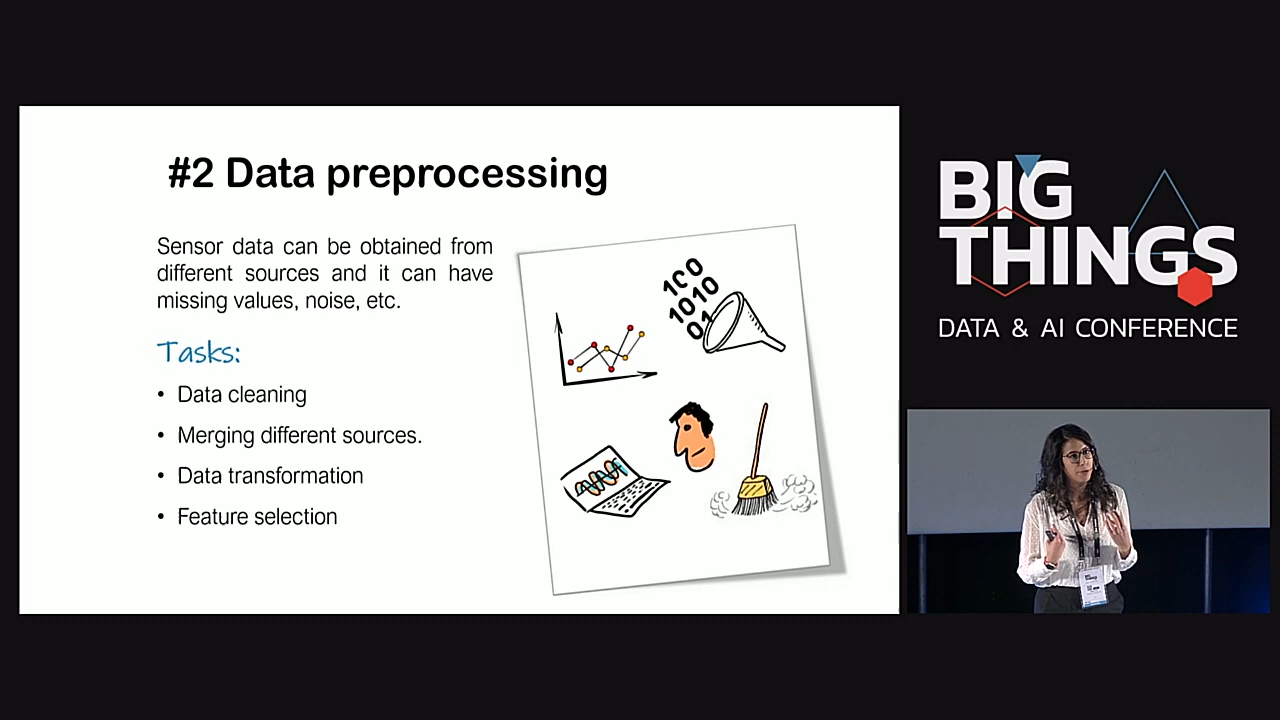 #2 Data preprocessing
Sensor data can be obtained from
different sources and it can have
missing values, noise, etc.
Tasks:
• Data cleaning
• Merging different sources.
• Data transformation
• Feature selection
1C0
1010
01
BIG
THINGS
DATA & AI CONFERENCE